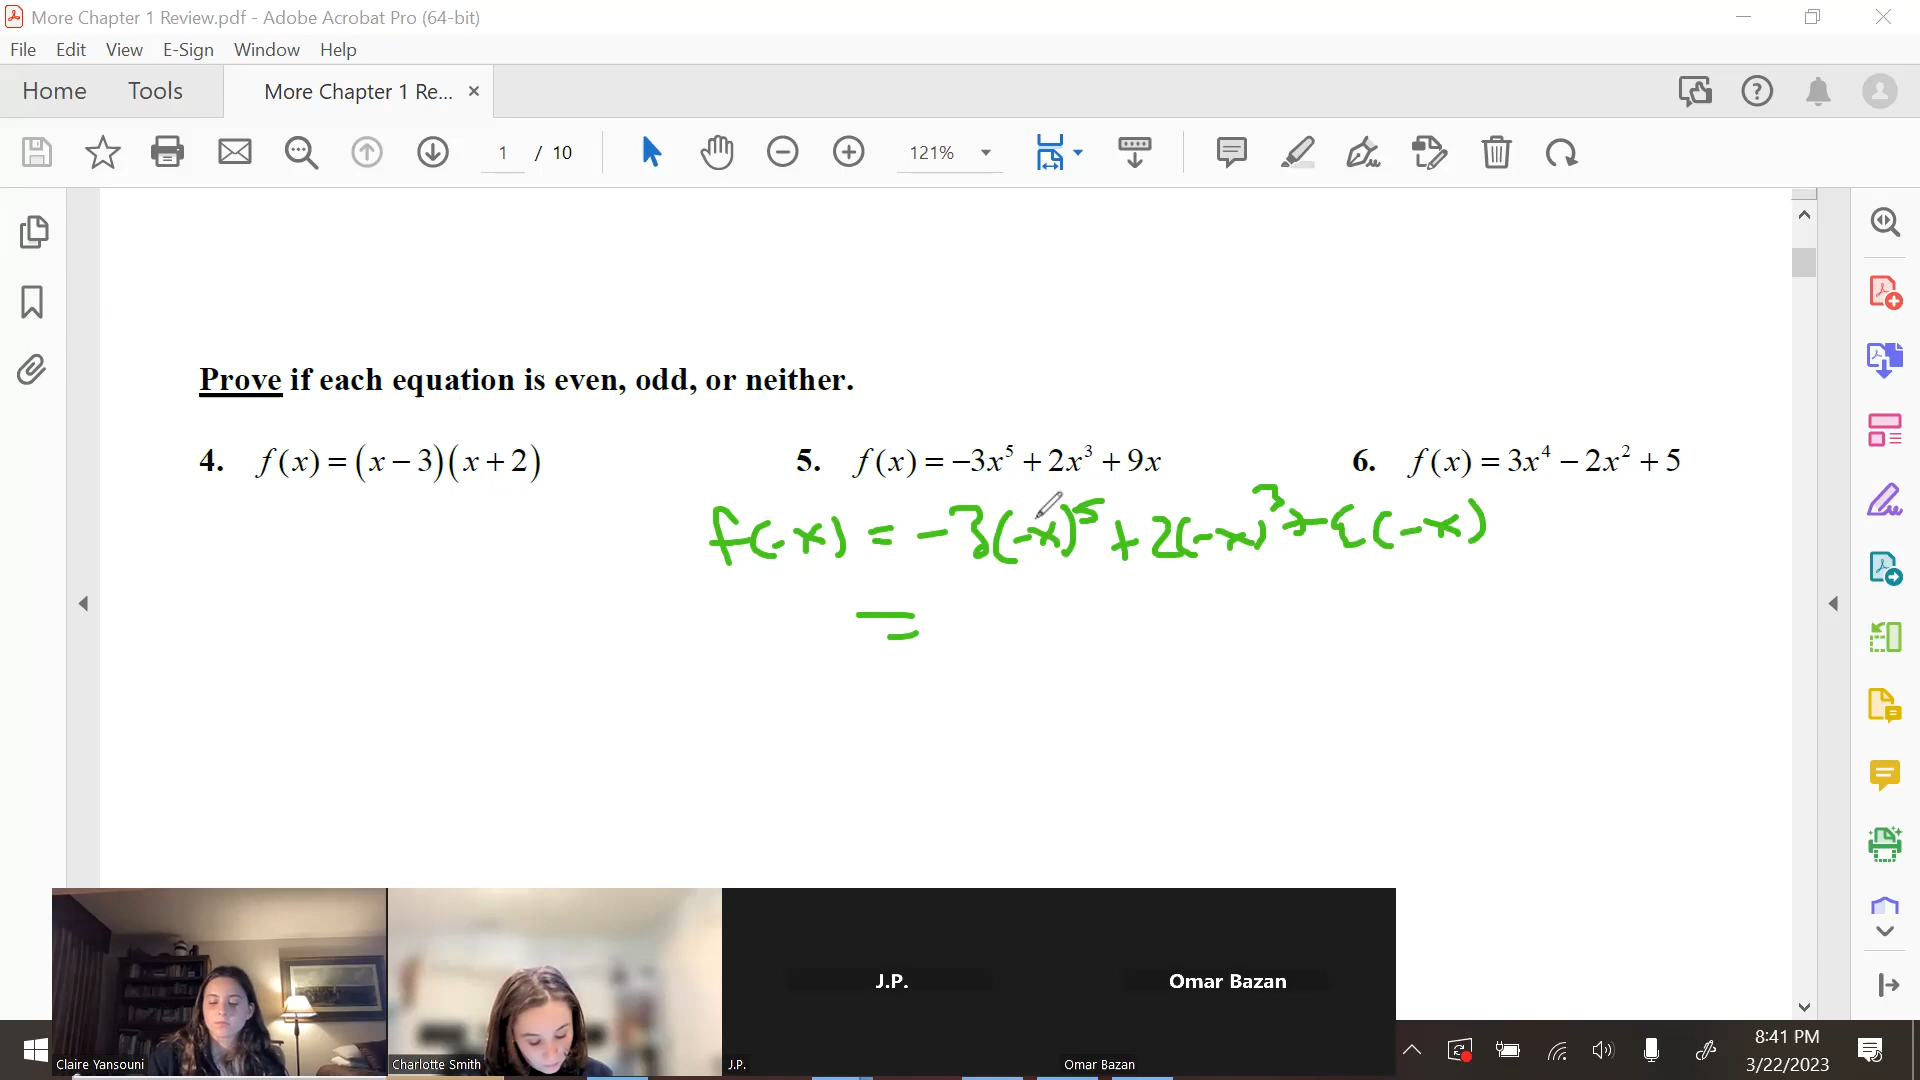 More Chapter 1 Review.pdf - Adobe Acrobat Pro (64-bit)
File Edit View E-Sign Window Help
Home Tools More Chapter 1 Re... ×
1 / 10 121%
Prove if each equation is even, odd, or neither.
4. f(x) = (x − 3)(x + 2) 5. f(x) = −3x⁵ + 2x³ + 9x 6. f(x) = 3x⁴ − 2x² + 5
f(-x) = -3(-x)⁵ + 2(-x)³ + (-x)
=
J.P. Omar Bazan
Claire Yansouni Charlotte Smith J.P. Omar Bazan
8:41 PM
3/22/2023